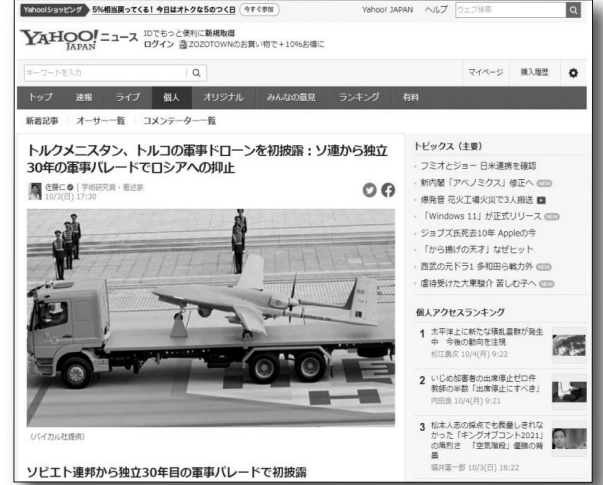 Yahoo!ショッピング 5%相当戻ってくる！今日はオトクな5のつく日 今すぐ参加
Yahoo! JAPAN ヘルプ ウェブ検索
YAHOO! JAPAN ニュース
IDでもっと便利に新規取得
ログイン ZOZOTOWNのお買い物で+10%お得に
キーワードを入力
マイページ 購入履歴
トップ 速報 ライブ 個人 オリジナル みんなの意見 ランキング 有料
新着記事 オーサー一覧 コメンテーター一覧
トルクメニスタン、トルコの軍事ドローンを初披露：ソ連から独立
30年の軍事パレードでロシアへの抑止
佐藤仁 学術研究員・著述家
10/3(日) 17:30
(バイカル社提供)
ソビエト連邦から独立30年目の軍事パレードで初披露
トピックス（主要）
フミオとジョー 日米連携を確認
新内閣「アベノミクス」修正へ NEW
爆発音 花火工場火災で3人搬送
「Windows 11」が正式リリース NEW
ジョブズ氏死去10年 Appleの今
「から揚げの天才」なぜヒット
西武の元ドラ1 多和田ら戦力外 NEW
虐待受けた大東駿介 苦しむ子へ NEW
個人アクセスランキング
1 太平洋上に新たな積乱雲群が発生
中 今後の動向を注視
杉江勇次 10/4(月) 9:22
2 いじめ加害者の出席停止ゼロ件
教師の半数「出席停止にすべき」
内田良 10/4(月) 9:21
3 松本人志の採点でも数量しきれな
かった「キングオブコント2021」
の凄烈さ 「空気階段」優勝の背
景
堀井憲一郎 10/3(日) 16:22